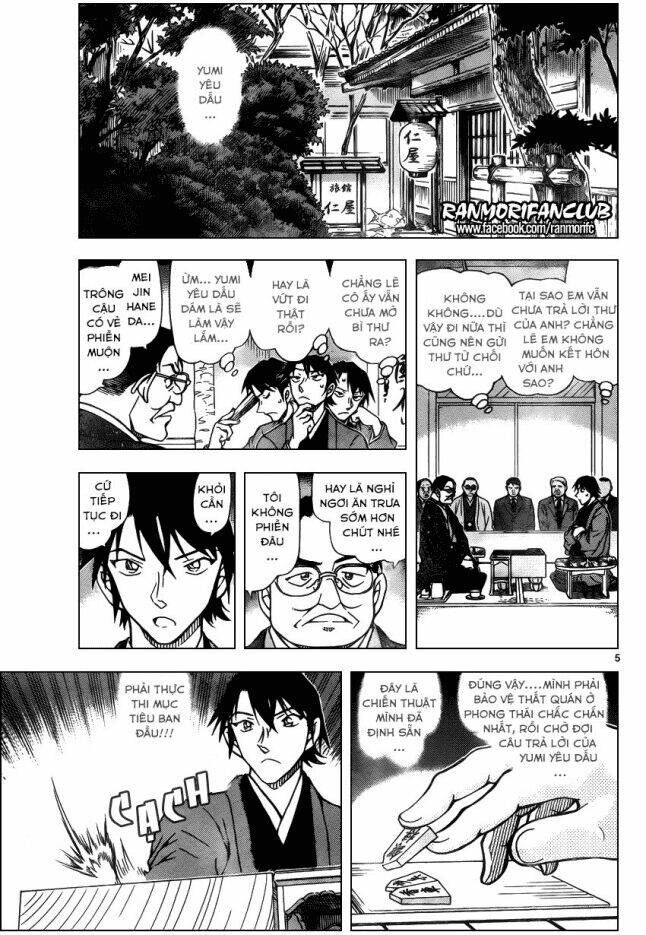 YUMI
YÊU
DẤU
...
仁
屋
旅館
仁屋
RANMORIFANCLUB
www.facebook.com/ranmorifc
TẠI SAO EM VẪN
CHƯA TRẢ LỜI THƯ
CỦA ANH? CHẲNG
LẼ EM KHÔNG
MUỐN KẾT HÔN
VỚI ANH
SAO?
KHÔNG
KHÔNG....DÙ
VẬY ĐI NỮA THÌ
CŨNG NÊN GỬI
THƯ TỪ CHỐI
CHỨ...
CHẲNG LẼ
CÓ ẤY VẪN
CHƯA MỞ
BÌ THƯ
RA?
HAY LÀ
VỨT ĐI
THẬT
RỒI?
ỪM... YUMI
YÊU DẤU
DÁM LÀ SẼ
LÀM VẬY
LẮM...
MEI
JIN
HANE
DA...
TRÔNG
CẬU
CÓ VẺ
PHIỀN
MUỘN
...
HAY LÀ NGHỈ
NGƠI ĂN TRƯA
SỚM HƠN
CHÚT NHÉ
...
TÔI
KHÔNG
PHIỀN
ĐÂU
...
KHỎI
CẦN
...
CỨ
TIẾP
TỤC ĐI
...
5
ĐÚNG VẬY....MÌNH PHẢI
BẢO VỆ THẤT QUÁN Ở
PHONG THÁI CHẮC CHẮN
NHẤT, RỒI CHỜ ĐỢI
CÂU TRẢ LỜI CỦA
YUMI YÊU DẤU
...
ĐÂY LÀ
CHIẾN THUẬT
MÌNH ĐÃ
ĐỊNH SẴN
...
PHẢI THỰC
THI MỤC
TIÊU BAN
ĐẦU!!!
CẠCH